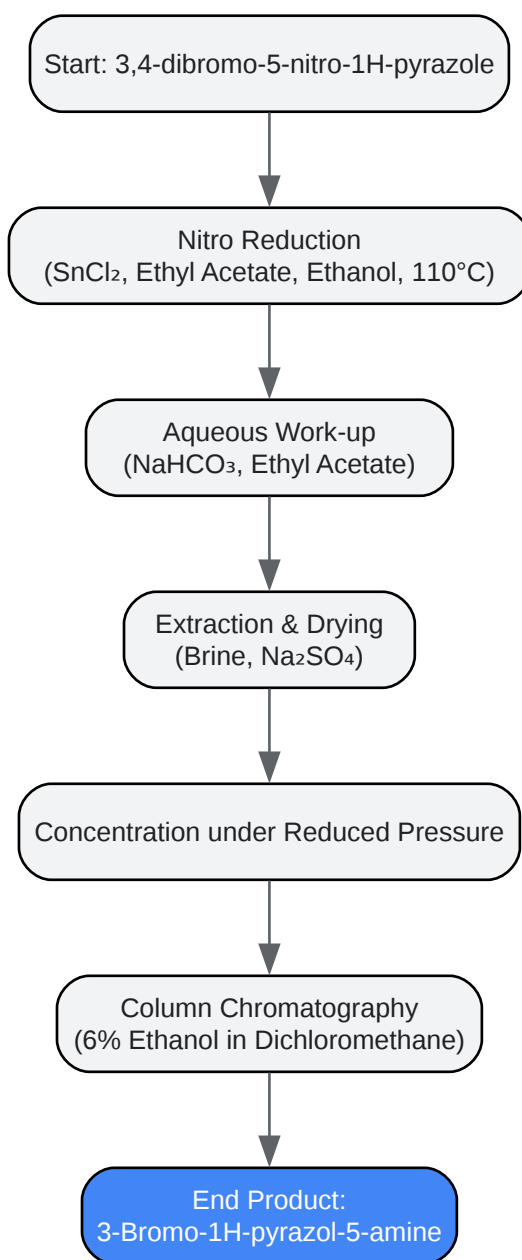 Start: 3,4-dibromo-5-nitro-1H-pyrazole
Nitro Reduction
(SnCl₂, Ethyl Acetate, Ethanol, 110°C)
Aqueous Work-up
(NaHCO₃, Ethyl Acetate)
Extraction & Drying
(Brine, Na₂SO₄)
Concentration under Reduced Pressure
Column Chromatography
(6% Ethanol in Dichloromethane)
End Product:
3-Bromo-1H-pyrazol-5-amine